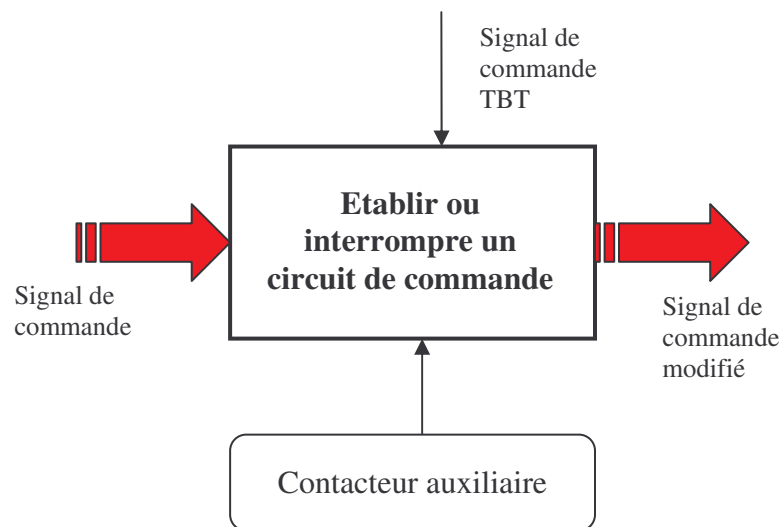 Signal de
commande
TBT
Etablir ou
interrompre un
circuit de commande
Signal de
commande
Signal de
commande
modifié
Contacteur auxiliaire